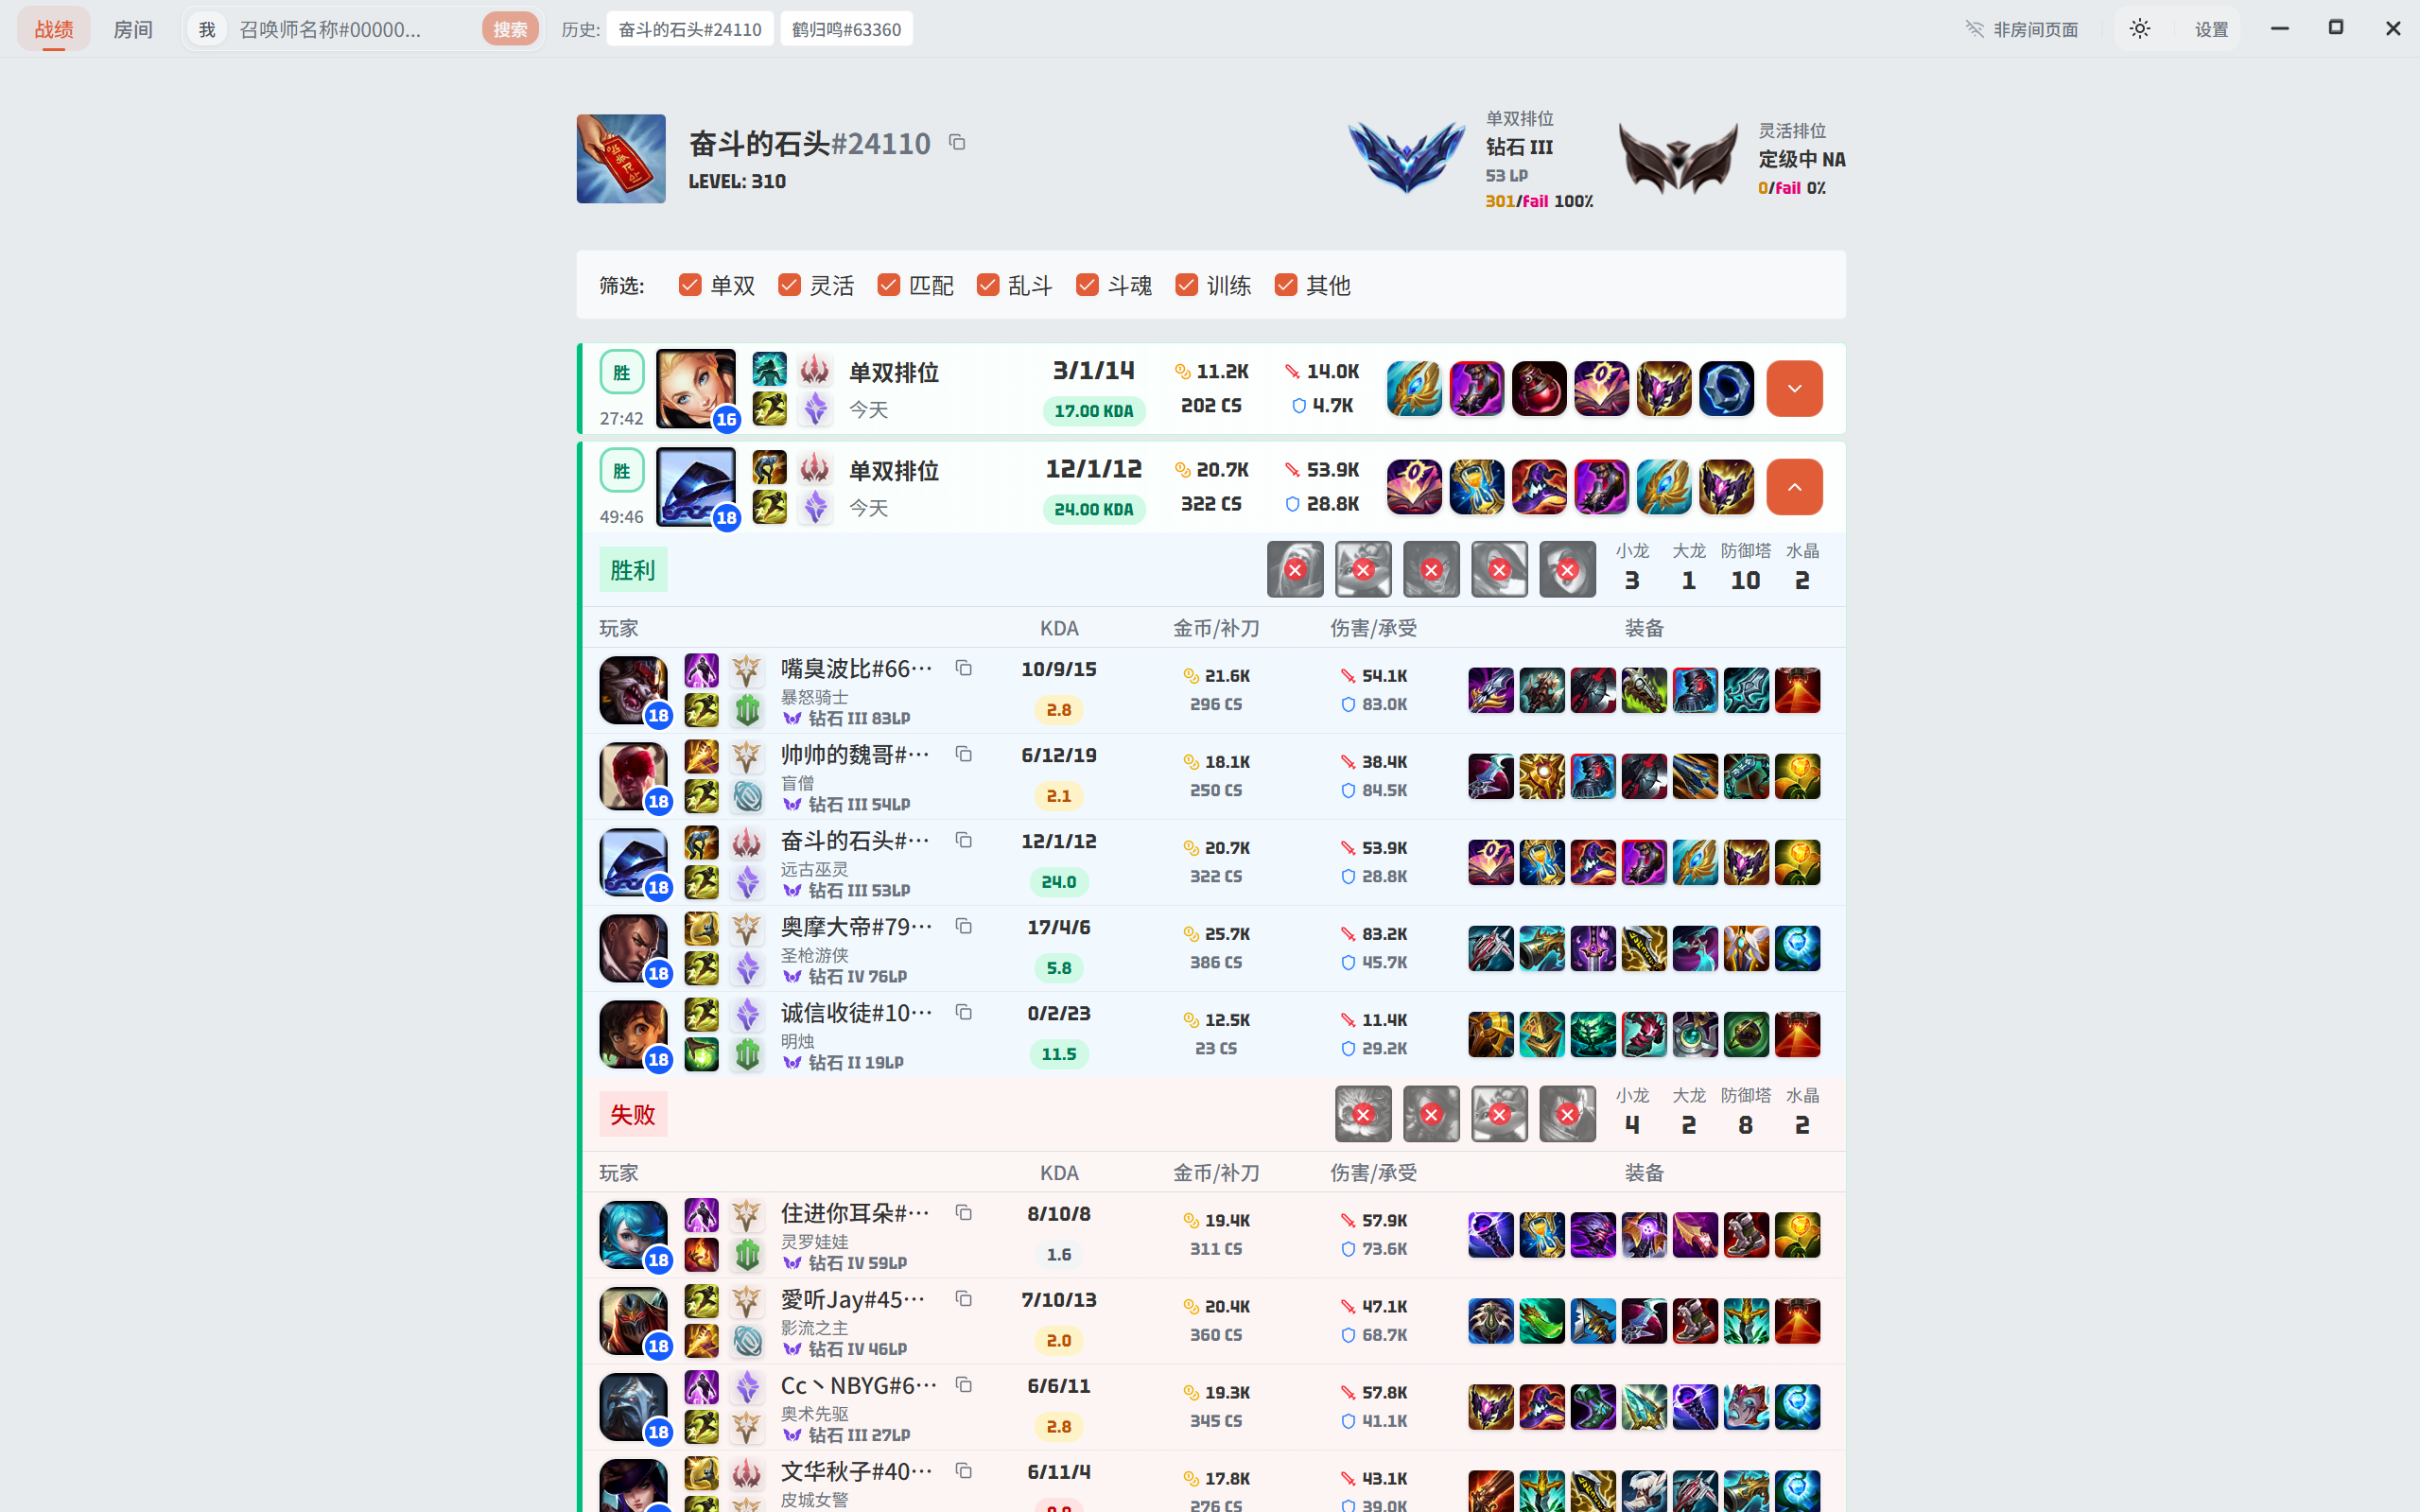 战绩
房间
我
召唤师名称#00000...
搜索
历史:
奋斗的石头#24110
鹤归鸣#63360
非房间页面
设置
奋斗的石头#24110
LEVEL: 310
单双排位
钻石 III
53 LP
301/fail 100%
灵活排位
定级中 NA
0/fail 0%
筛选:
单双
灵活
匹配
乱斗
斗魂
训练
其他
胜
27:42
16
单双排位
今天
3/1/14
17.00 KDA
11.2K
202 CS
14.0K
4.7K
胜
49:46
18
单双排位
今天
12/1/12
24.00 KDA
20.7K
322 CS
53.9K
28.8K
胜利
小龙 大龙 防御塔 水晶
3 1 10 2
玩家 KDA 金币/补刀 伤害/承受 装备
18
嘴臭波比#66···
暴怒骑士
钻石 III 83LP
10/9/15
2.8
21.6K
296 CS
54.1K
83.0K
18
帅帅的魏哥#···
盲僧
钻石 III 54LP
6/12/19
2.1
18.1K
250 CS
38.4K
84.5K
18
奋斗的石头#···
远古巫灵
钻石 III 53LP
12/1/12
24.0
20.7K
322 CS
53.9K
28.8K
18
奥摩大帝#79···
圣枪游侠
钻石 IV 76LP
17/4/6
5.8
25.7K
386 CS
83.2K
45.7K
18
诚信收徒#10···
明烛
钻石 II 19LP
0/2/23
11.5
12.5K
23 CS
11.4K
29.2K
失败
小龙 大龙 防御塔 水晶
4 2 8 2
玩家 KDA 金币/补刀 伤害/承受 装备
18
住进你耳朵#···
灵罗娃娃
钻石 IV 59LP
8/10/8
1.6
19.4K
311 CS
57.9K
73.6K
18
愛听Jay#45···
影流之主
钻石 IV 46LP
7/10/13
2.0
20.4K
360 CS
47.1K
68.7K
18
Cc丶NBYG#6···
奥术先驱
钻石 III 27LP
6/6/11
2.8
19.3K
345 CS
57.8K
41.1K
文华秋子#40···
皮城女警
6/11/4
17.8K
276 CS
43.1K
39.0K